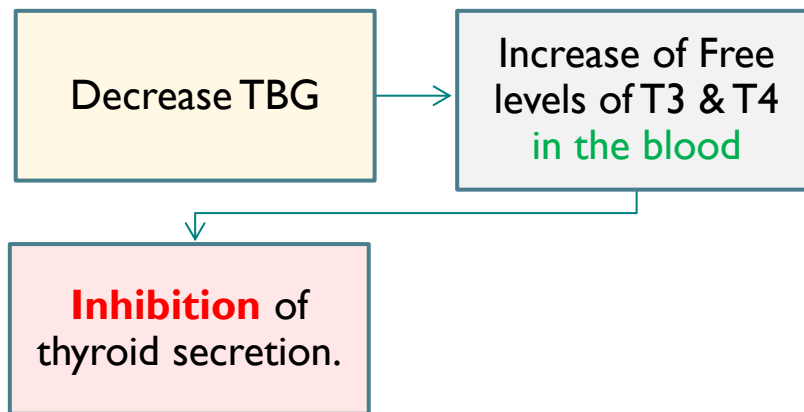 Decrease TBG
Increase of Free
levels of T3 & T4
in the blood
Inhibition of
thyroid secretion.